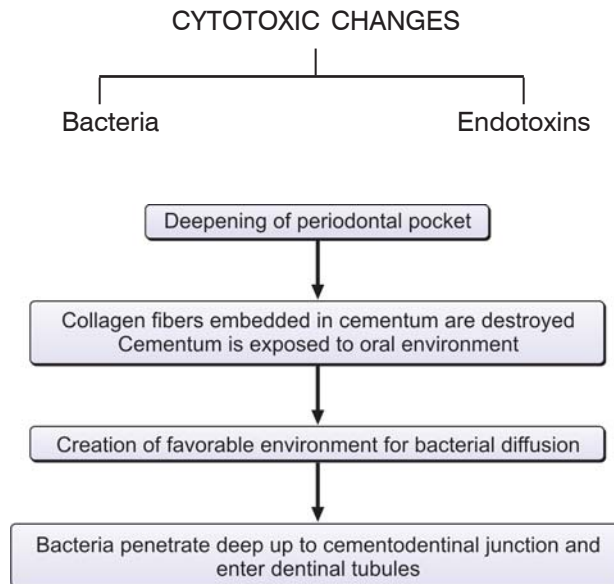 CYTOTOXIC CHANGES
Bacteria
Endotoxins
Deepening of periodontal pocket
Collagen fibers embedded in cementum are destroyed
Cementum is exposed to oral environment
Creation of favorable environment for bacterial diffusion
Bacteria penetrate deep up to cementodentinal junction and
enter dentinal tubules